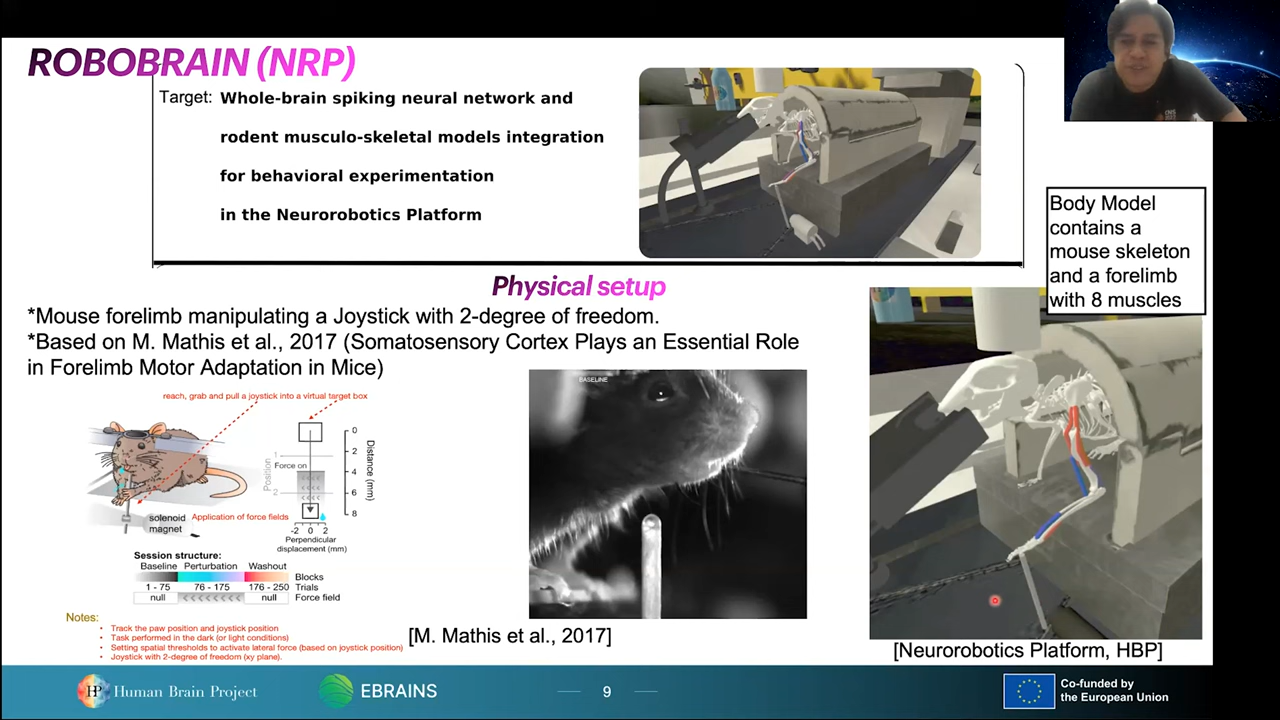 ROBOBRAIN (NRP)
Target: Whole-brain spiking neural network and
rodent musculo-skeletal models integration
for behavioral experimentation
in the Neurorobotics Platform
Body Model
contains a
mouse skeleton
and a forelimb
with 8 muscles
Physical setup
*Mouse forelimb manipulating a Joystick with 2-degree of freedom.
*Based on M. Mathis et al., 2017 (Somatosensory Cortex Plays an Essential Role
in Forelimb Motor Adaptation in Mice)
reach, grab and pull a joystick into a virtual target box
Position
1
2
Force on
0
2
4
6
8
Distance (mm)
-2 0 2
Perpendicular
displacement (mm)
solenoid
magnet
Application of force fields
Session structure:
Baseline Perturbation Washout
Blocks
1 - 75 76 - 175 176 - 250 Trials
null <<<<<<<<< null Force field
BASELINE
Notes:
• Track the paw position and joystick position
• Task performed in the dark (or light conditions)
• Setting spatial thresholds to activate lateral force (based on joystick position)
• Joystick with 2-degree of freedom (xy plane).
[M. Mathis et al., 2017]
[Neurorobotics Platform, HBP]
HP Human Brain Project
EBRAINS
9
Co-funded by
the European Union